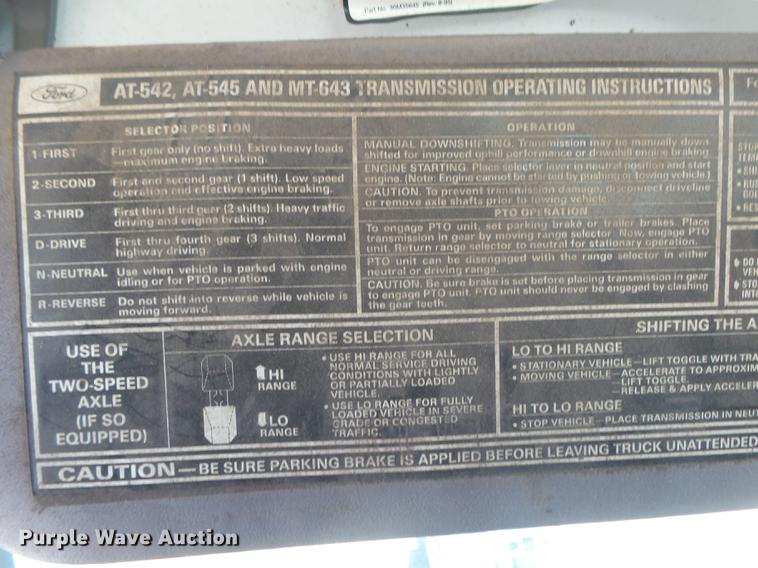 Part No. 30M35645 (Rev. 8-95)
Ford
AT-542, AT-545 AND MT-643 TRANSMISSION OPERATING INSTRUCTIONS
Fo
SELECTOR POSITION
1-FIRST First gear only (no shift). Extra heavy loads
—maximum engine braking.
2-SECOND First and second gear (1 shift). Low speed
operation and effective engine braking.
3-THIRD First thru third gear (2 shifts). Heavy traffic
driving and engine braking.
D-DRIVE First thru fourth gear (3 shifts). Normal
highway driving.
N-NEUTRAL Use when vehicle is parked with engine
idling or for PTO operation.
R-REVERSE Do not shift into reverse while vehicle is
moving forward.
OPERATION
MANUAL DOWNSHIFTING. Transmission may be manually down
shifted for improved uphill performance or downhill engine braking
ENGINE STARTING. Place selector lever in neutral position and start
engine. (Note: Engine cannot be started by pushing or towing vehicle.)
CAUTION. To prevent transmission damage, disconnect driveline
or remove axle shafts prior to towing vehicle.
PTO OPERATION
To engage PTO unit, set parking brake or trailer brakes. Place
transmission in gear by moving range selector. Now, engage PTO
unit. Return range selector to neutral for stationary operation.
PTO unit can be disengaged with the range selector in either
neutral or driving range.
CAUTION. Be sure brake is set before placing transmission in gear
to engage PTO unit. PTO unit should never be engaged by clashing
the gear teeth.
STOP
TEM
• SHI
• RES
DO
VEH
STO
INTE
USE OF
THE
TWO-SPEED
AXLE
(IF SO
EQUIPPED)
AXLE RANGE SELECTION
HI
RANGE
LO
RANGE
• USE HI RANGE FOR ALL
NORMAL SERVICE DRIVING
CONDITIONS WITH LIGHTLY
OR PARTIALLY LOADED
VEHICLE.
• USE LO RANGE FOR FULLY
LOADED VEHICLE IN SEVERE
GRADE OR CONGESTED
TRAFFIC.
SHIFTING THE A
LO TO HI RANGE
• STATIONARY VEHICLE—LIFT TOGGLE WITH TRA
• MOVING VEHICLE—ACCELERATE TO APPROXIM
—LIFT TOGGLE.
—RELEASE & APPLY ACCELER
HI TO LO RANGE
• STOP VEHICLE—PLACE TRANSMISSION IN NEUT
CAUTION—BE SURE PARKING BRAKE IS APPLIED BEFORE LEAVING TRUCK UNATTENDED
Purple Wave Auction